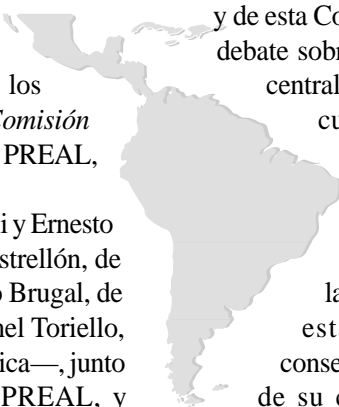 los
Comisión
PREAL,
i y Ernesto
strellón, de
o Brugal, de
nel Toriello,
ica—, junto
PREAL, y
y de esta Co
debate sobr
central
cu
la
esta
conse
de su c